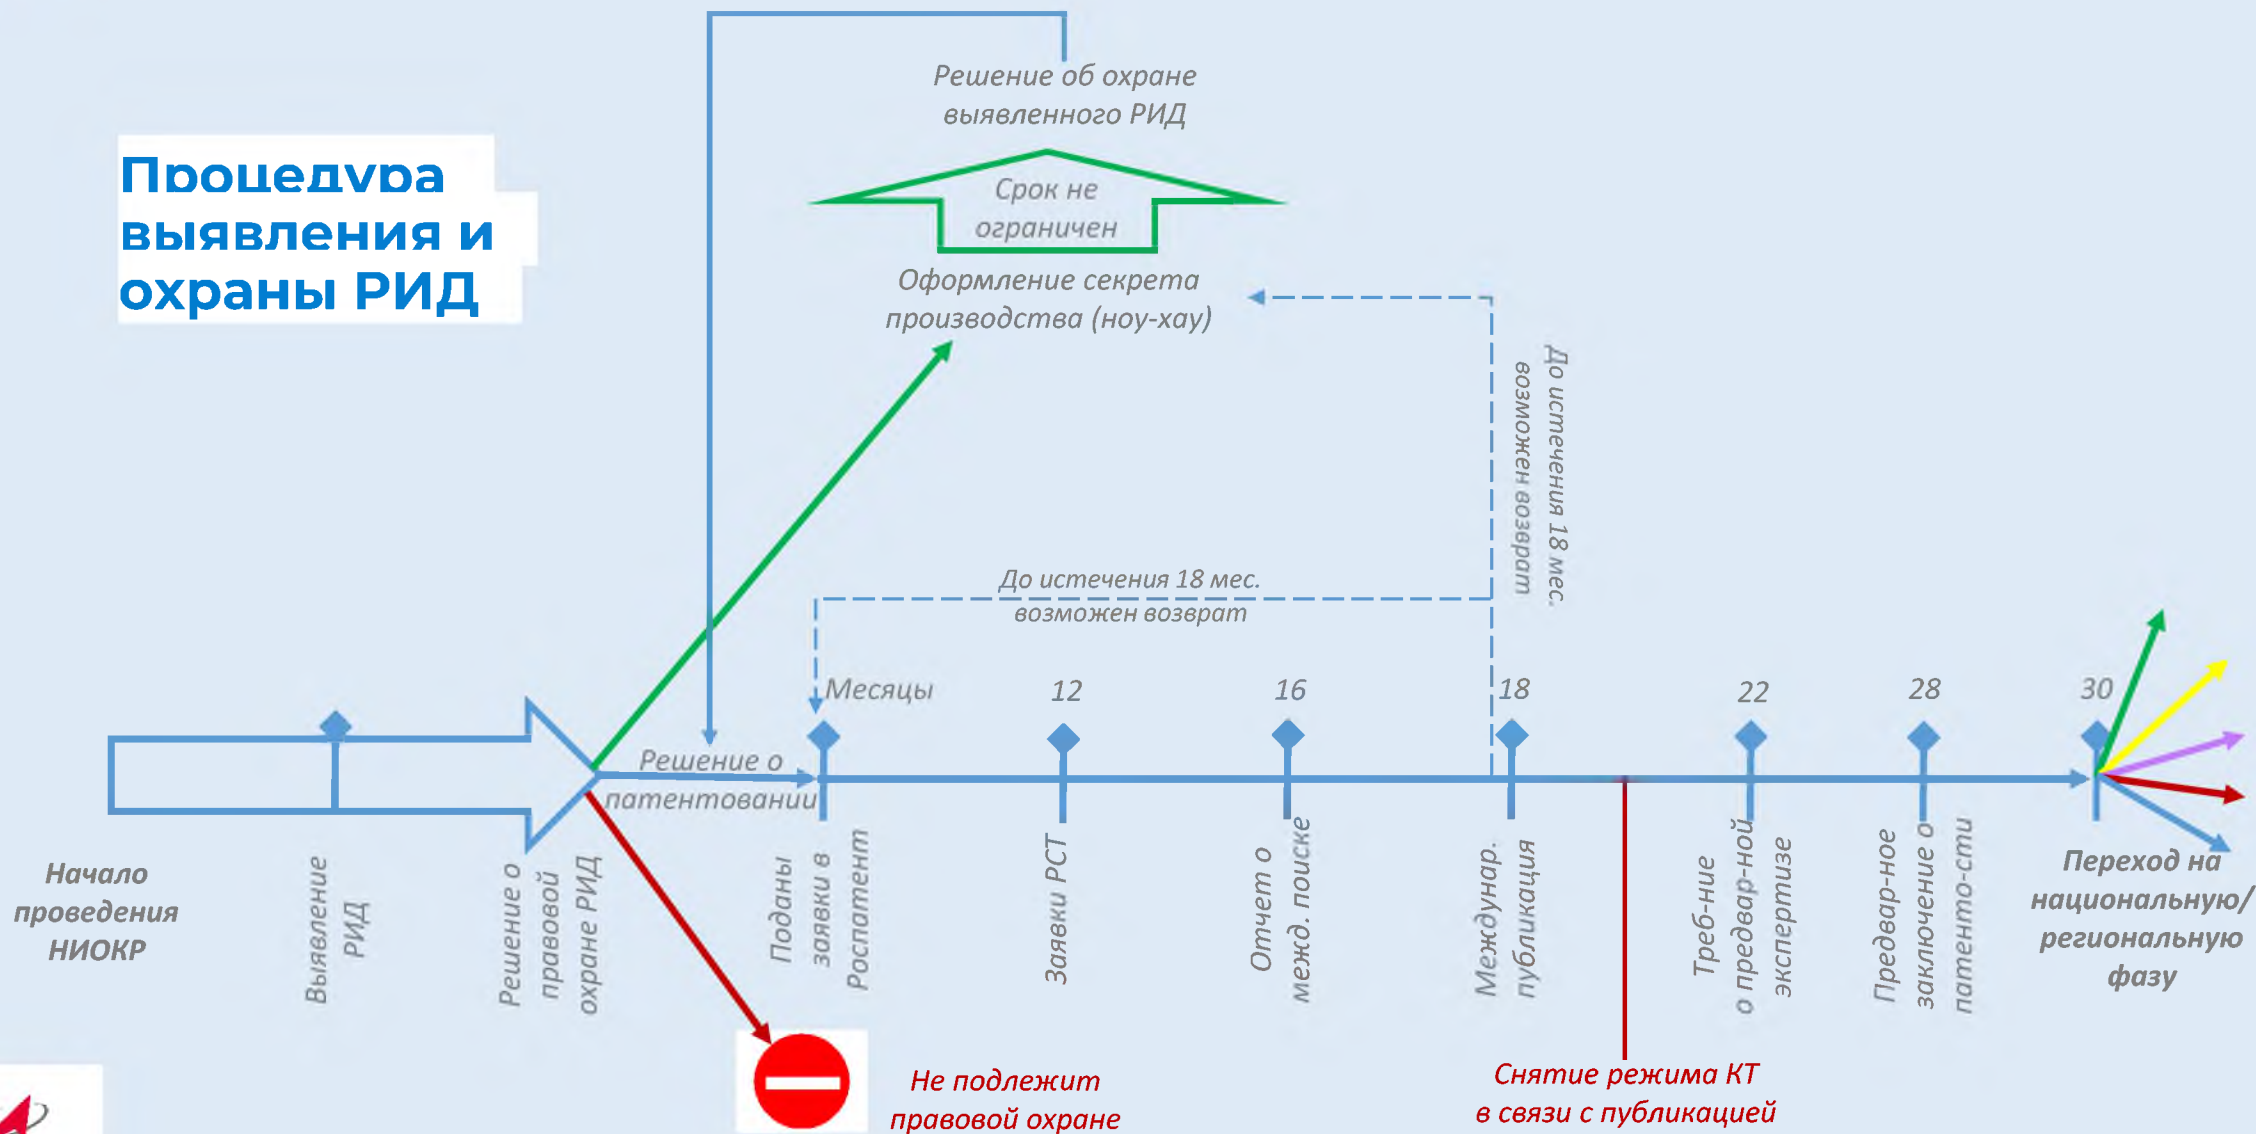 Процедура
выявления и
охраны РИД
Решение об охране
выявленного РИД
Срок не
ограничен
Оформление секрета
производства (ноу-хау)
До истечения 18 мес.
возможен возврат
До истечения 18 мес.
возможен возврат
Месяцы
12
16
18
22
28
30
Решение о
патентовании
Начало
проведения
НИОКР
Выявление
РИД
Решение о
правовой
охране РИД
Поданы
заявки в
Роспатент
Заявки РСТ
Отчет о
межд. поиске
Междунар.
публикация
Треб-ние
о предвар-ной
экспертизе
Предвар-ное
заключение о
патенто-сти
Переход на
национальную/
региональную
фазу
Не подлежит
правовой охране
Снятие режима КТ
в связи с публикацией